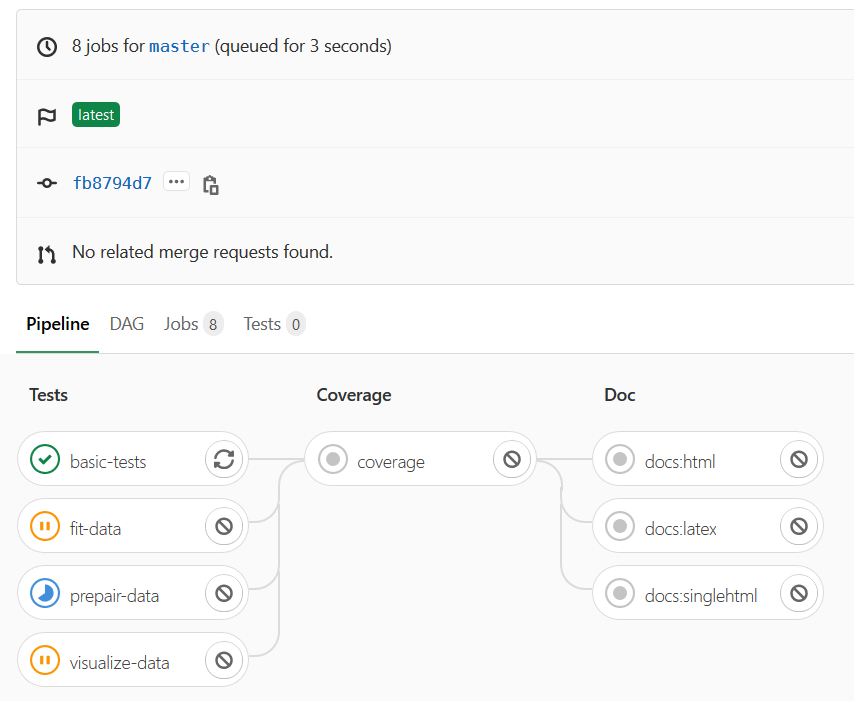 8 jobs for master (queued for 3 seconds)
latest
fb8794d7 ...
No related merge requests found.
Pipeline DAG Jobs 8 Tests 0
Tests Coverage Doc
basic-tests coverage docs:html
fit-data docs:latex
prepair-data docs:singlehtml
visualize-data